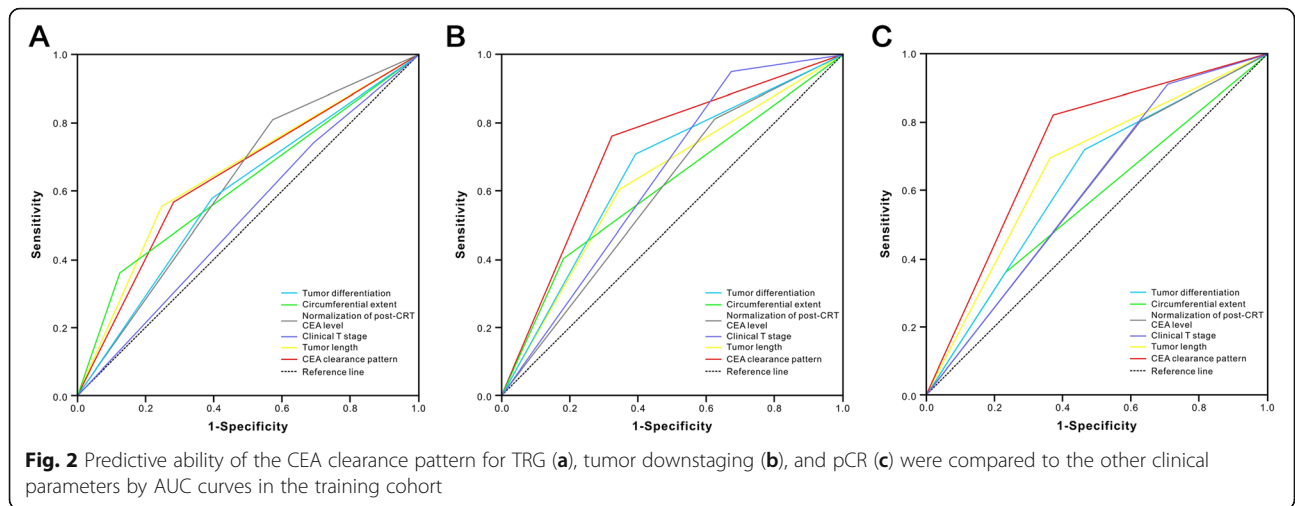 A
B
C
1.0
0.8
0.6
0.4
0.2
0.0
Sensitivity
0.0 0.2 0.4 0.6 0.8 1.0
1-Specificity
Tumor differentiation
Circumferential extent
Normalization of post-CRT
CEA level
Clinical T stage
Tumor length
CEA clearance pattern
Reference line
1.0
0.8
0.6
0.4
0.2
0.0
Sensitivity
0.0 0.2 0.4 0.6 0.8 1.0
1-Specificity
Tumor differentiation
Circumferential extent
Normalization of post-CRT
CEA level
Clinical T stage
Tumor length
CEA clearance pattern
Reference line
1.0
0.8
0.6
0.4
0.2
0.0
Sensitivity
0.0 0.2 0.4 0.6 0.8 1.0
1-Specificity
Tumor differentiation
Circumferential extent
Normalization of post-CRT
CEA level
Clinical T stage
Tumor length
CEA clearance pattern
Reference line
Fig. 2 Predictive ability of the CEA clearance pattern for TRG (a), tumor downstaging (b), and pCR (c) were compared to the other clinical
parameters by AUC curves in the training cohort